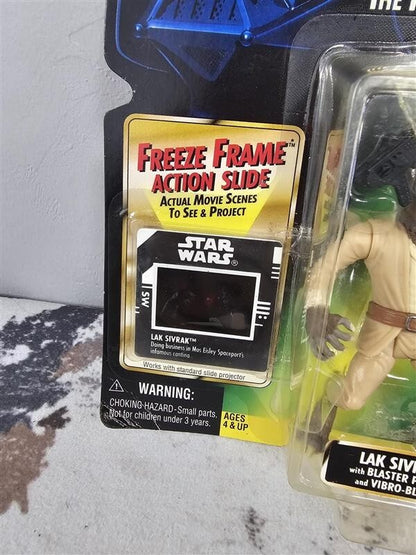 THE
FREEZE FRAME™
ACTION SLIDE
ACTUAL MOVIE SCENES
TO SEE & PROJECT
STAR
WARS®
SW
LAK SIVRAK™
Doing business in Mos Eisley Spaceport's
infamous cantina
Works with standard slide projector
WARNING:
CHOKING HAZARD-Small parts.
Not for children under 3 years.
AGES
4 & UP
LAK SIV
with BLASTER P
and VIBRO-BL